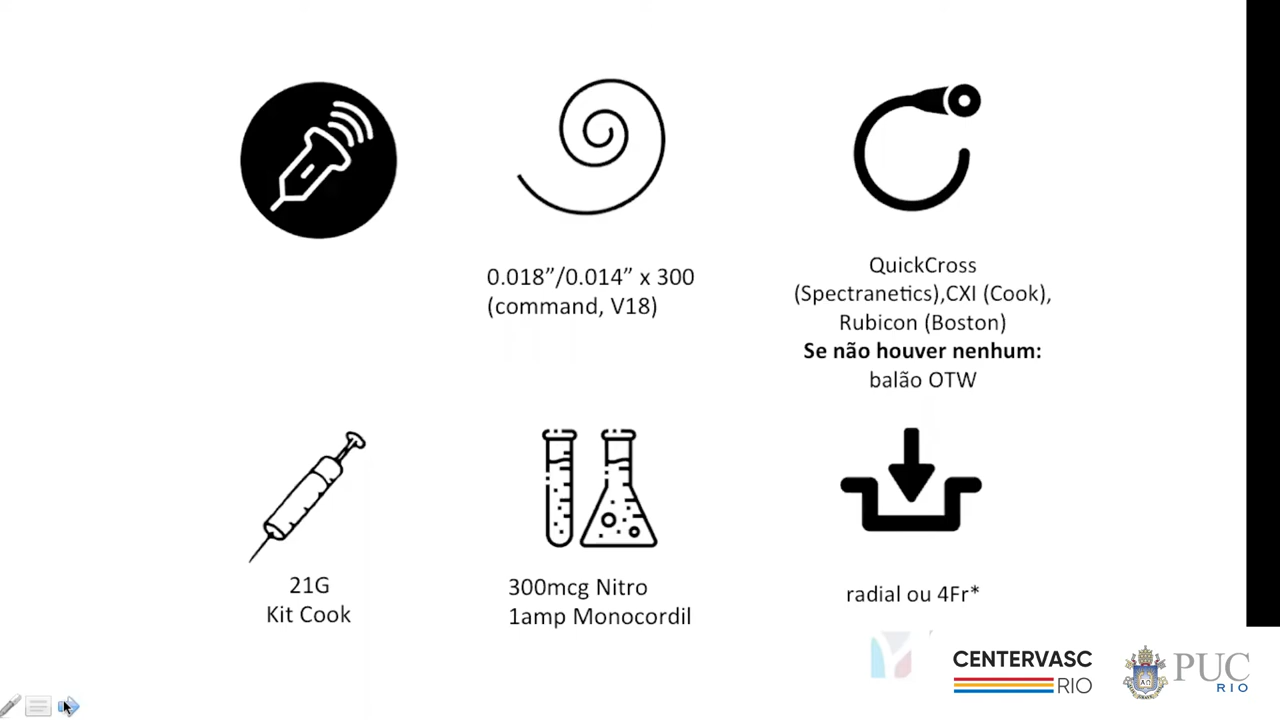 0.018”/0.014” x 300
(command, V18)
QuickCross
(Spectranetics),CXI (Cook),
Rubicon (Boston)
Se não houver nenhum:
balão OTW
21G
Kit Cook
300mcg Nitro
1amp Monocordil
radial ou 4Fr*
CENTERVASC
RIO
PUC
RIO